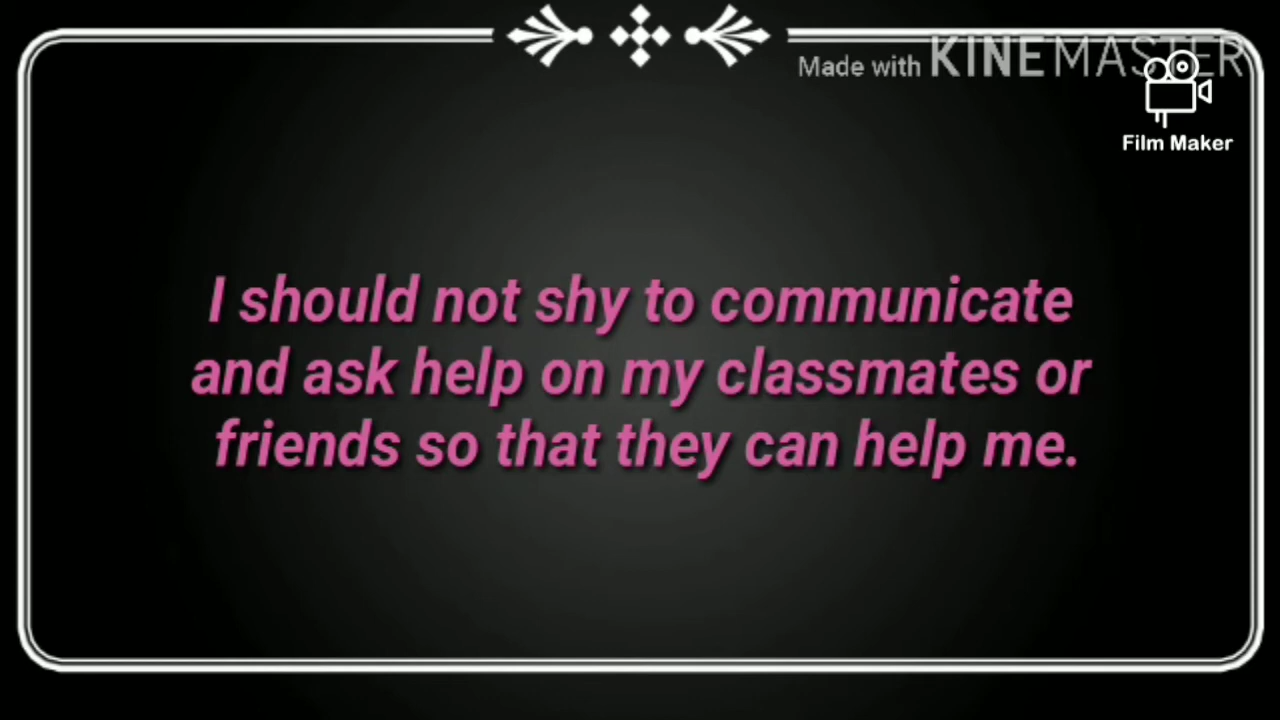 Made with KINEMASTER
Film Maker
I should not shy to communicate
and ask help on my classmates or
friends so that they can help me.